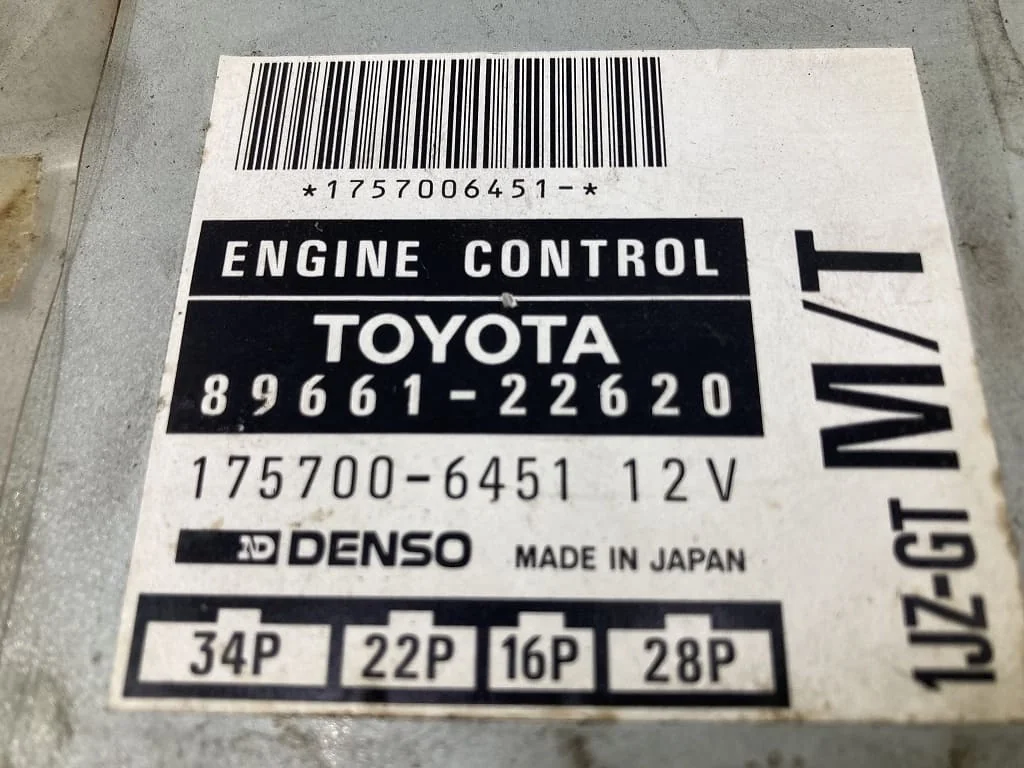 *1757006451-*
ENGINE CONTROL
TOYOTA
89661-22620
175700-6451 12V
ND DENSO MADE IN JAPAN
34P 22P 16P 28P
1JZ-GT M/T